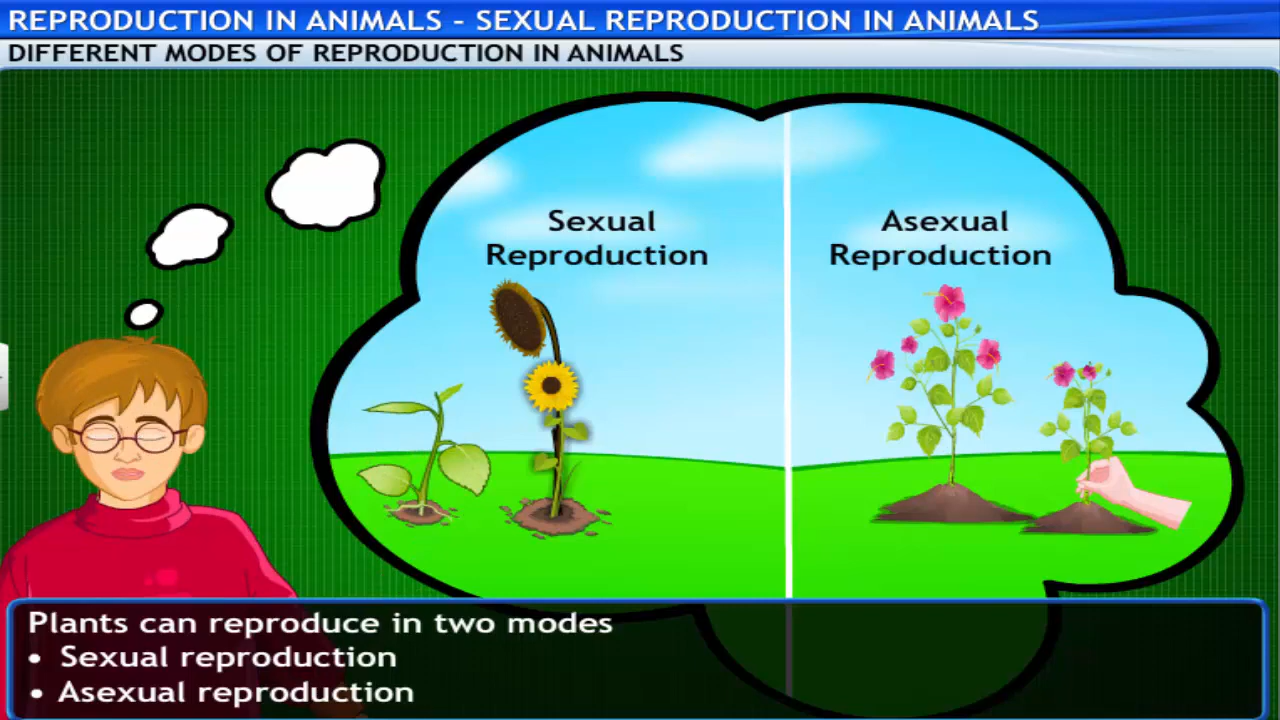 REPRODUCTION IN ANIMALS – SEXUAL REPRODUCTION IN ANIMALS
DIFFERENT MODES OF REPRODUCTION IN ANIMALS
Sexual
Reproduction
Asexual
Reproduction
Plants can reproduce in two modes
• Sexual reproduction
• Asexual reproduction